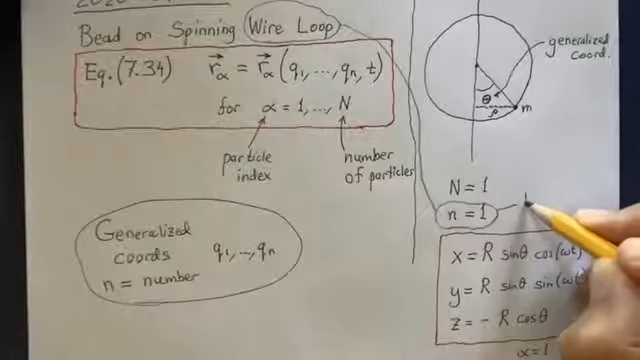 Bead on Spinning Wire Loop
Eq. (7.34) r⃗α = r⃗α (q1, ..., qn, t)
for α = 1, ..., N
particle index
number of particles
Generalized coords q1, .., qn
n = number
generalized coord.
θ
ρ
m
N = 1
n = 1
x = R sinθ cos(ωt)
y = R sinθ sin(ωt)
z = - R cosθ
α = 1